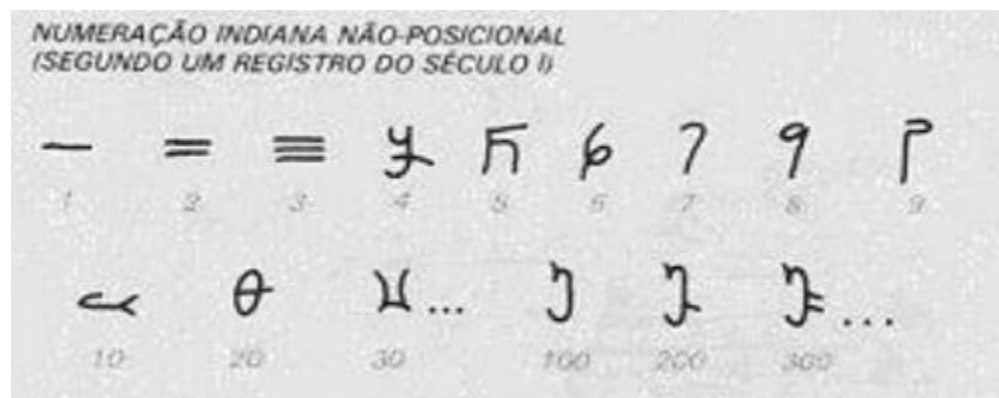 NUMERAÇÃO INDIANA NÃO-POSICIONAL
(SEGUNDO UM REGISTRO DO SÉCULO I)
1 2 3 4 5 6 7 8 9
... ...
10 20 30 100 200 300